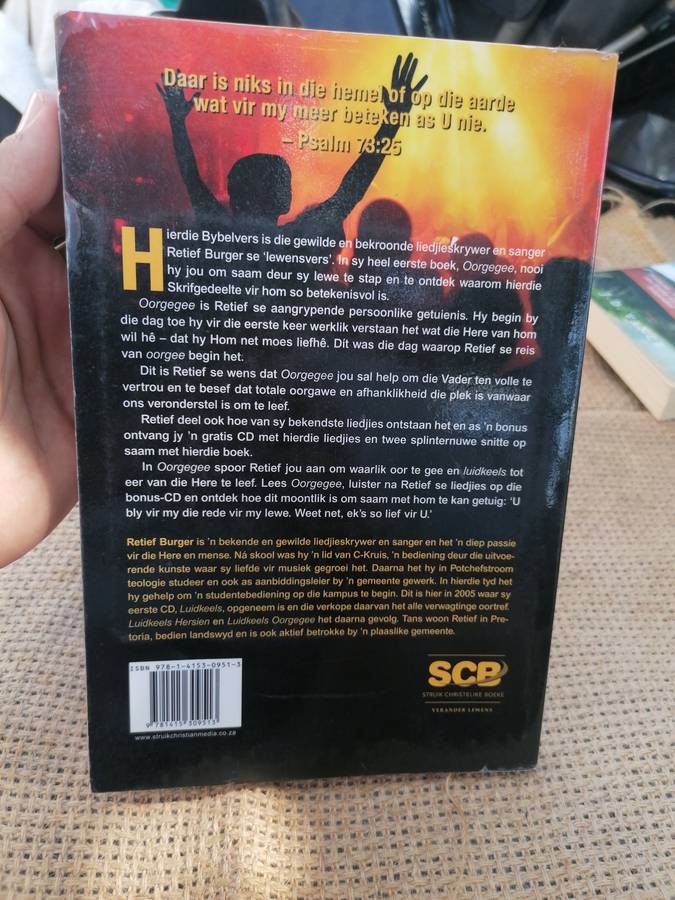 Daar is niks in die hemel of op die aarde
wat vir my meer beteken as U nie.
– Psalm 73:25
Hierdie Bybelvers is die gewilde en bekroonde liedjieskrywer en sanger
Retief Burger se ‘lewensvers’. In sy heel eerste boek, Oorgegee, nooi
hy jou om saam deur sy lewe te stap en te ontdek waarom hierdie
Skrifgedeelte vir hom so betekenisvol is.
Oorgegee is Retief se aangrypende persoonlike getuienis. Hy begin by
die dag toe hy vir die eerste keer werklik verstaan het wat die Here van hom
wil hê – dat hy Hom net moes liefhê. Dít was die dag waarop Retief se reis
van oorgee begin het.
Dit is Retief se wens dat Oorgegee jou sal help om die Vader ten volle te
vertrou en te besef dat totale oorgawe en afhanklikheid die plek is vanwaar
ons veronderstel is om te leef.
Retief deel ook hoe van sy bekendste liedjies ontstaan het en as ’n bonus
ontvang jy ’n gratis CD met hierdie liedjies en twee splinternuwe snitte op
saam met hierdie boek.
In Oorgegee spoor Retief jou aan om waarlik oor te gee en luidkeels tot
eer van die Here te leef. Lees Oorgegee, luister na Retief se liedjies op die
bonus-CD en ontdek hoe dit moontlik is om saam met hom te kan getuig: ‘U
bly vir my die rede vir my lewe. Weet net, ek’s so lief vir U.’
Retief Burger is ’n bekende en gewilde liedjieskrywer en sanger en het ’n diep passie
vir die Here en mense. Ná skool was hy ’n lid van C-Kruis, ’n bediening deur die uitvoe-
rende kunste waar sy liefde vir musiek gegroei het. Daarna het hy in Potchefstroom
teologie studeer en ook as aanbiddingsleier by ’n gemeente gewerk. In hierdie tyd het
hy gehelp om ’n studentebediening op die kampus te begin. Dit is hier in 2005 waar sy
eerste CD, Luidkeels, opgeneem is en die verkope daarvan het alle verwagtinge oortref.
Luidkeels Hersien en Luidkeels Oorgegee het daarna gevolg. Tans woon Retief in Pre-
toria, bedien landswyd en is ook aktief betrokke by ’n plaaslike gemeente.
ISBN 978-1-4153-0951-3
9 781415 309513
www.struikchristianmedia.co.za
SCB
STRUIK CHRISTELIKE BOEKE
VERANDER LEWENS